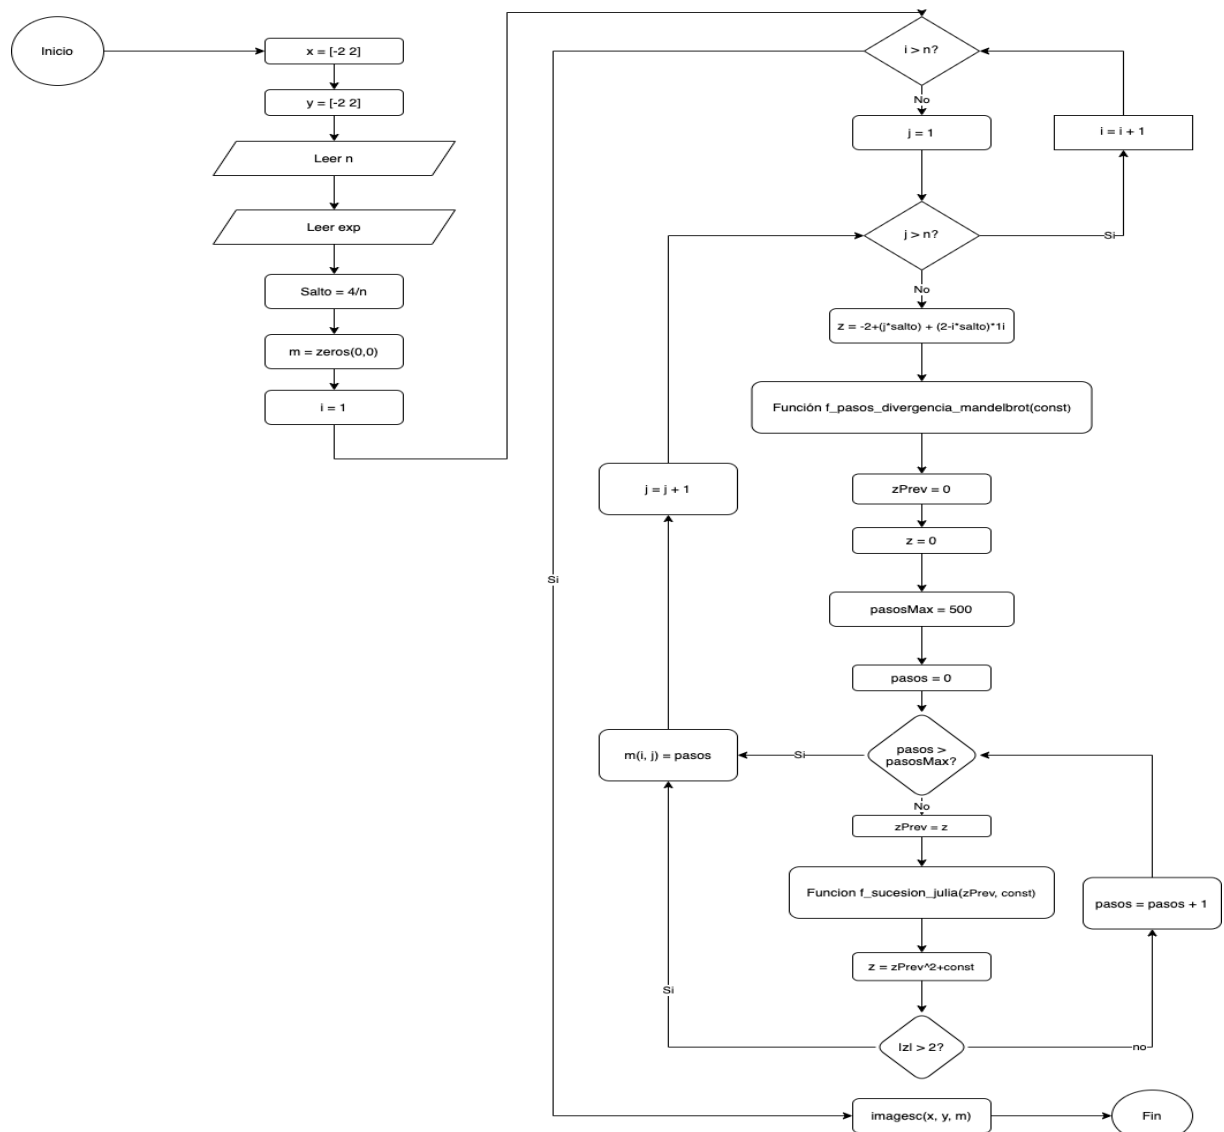 Inicio
x = [-2 2]
y = [-2 2]
Leer n
Leer exp
Salto = 4/n
m = zeros(0,0)
i = 1
i > n?
No
j = 1
i = i + 1
j > n?
Si
No
z = -2+(j*salto) + (2-i*salto)*1i
Función f_pasos_divergencia_mandelbrot(const)
j = j + 1
zPrev = 0
z = 0
Si
pasosMax = 500
pasos = 0
m(i, j) = pasos
Si
pasos >
pasosMax?
No
zPrev = z
Funcion f_sucesion_julia(zPrev, const)
pasos = pasos + 1
z = zPrev^2+const
Si
|z| > 2?
no
imagesc(x, y, m)
Fin